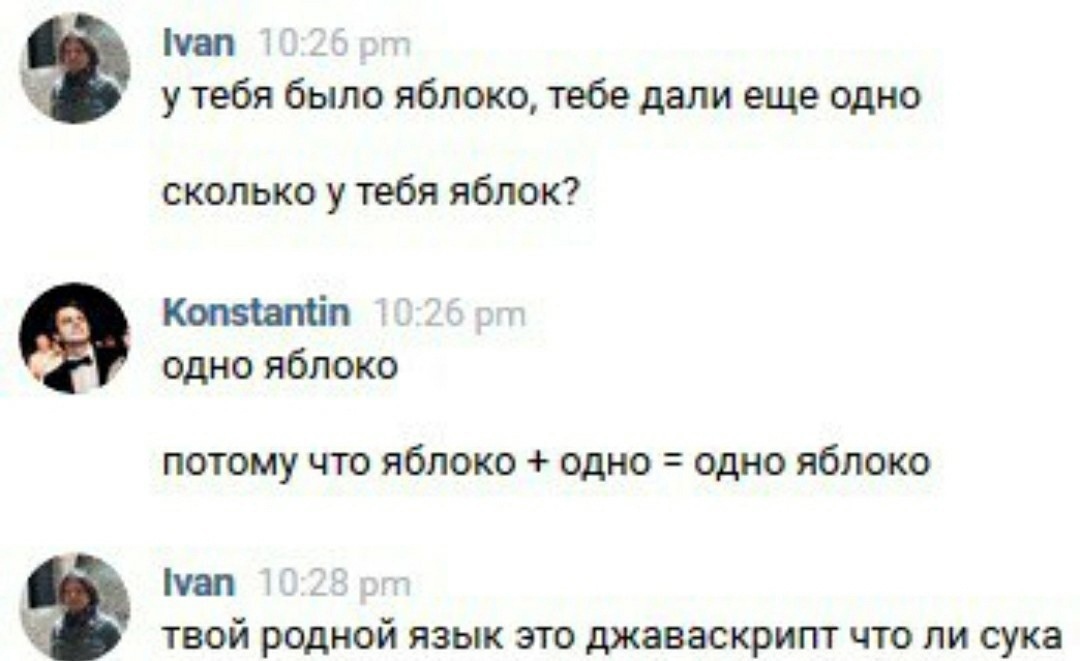 Ivan 10:26 pm
у тебя было яблоко, тебе дали еще одно
сколько у тебя яблок?
Konstantin 10:26 pm
одно яблоко
потому что яблоко + одно = одно яблоко
Ivan 10:28 pm
твой родной язык это джаваскрипт что ли сука